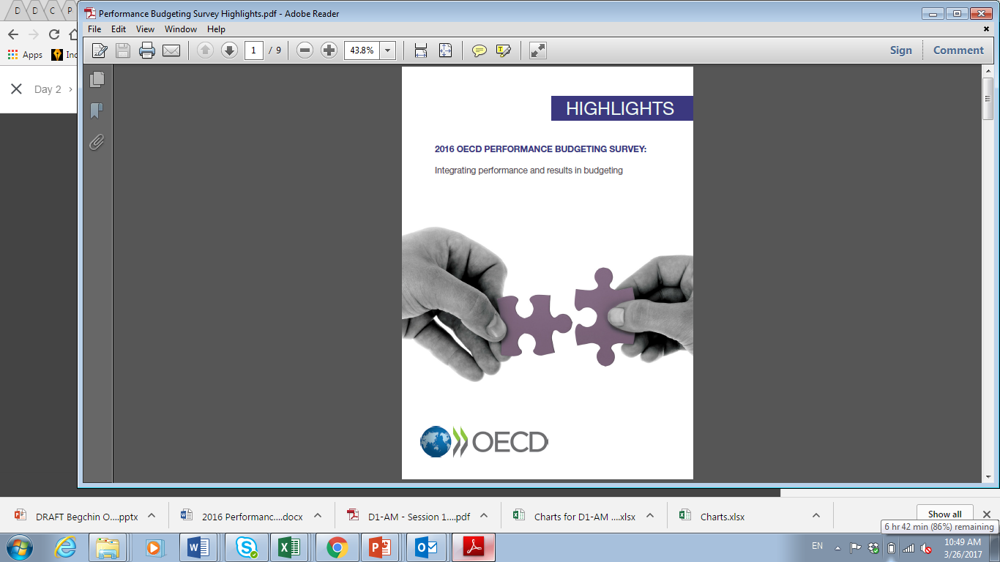 D D C P
Performance Budgeting Survey Highlights.pdf - Adobe Reader
File Edit View Window Help
1 / 9 43.8% Sign Comment
Apps Inc
Day 2 ›
HIGHLIGHTS
2016 OECD PERFORMANCE BUDGETING SURVEY:
Integrating performance and results in budgeting
OECD
DRAFT Begchin O....pptx 2016 Performanc....docx D1-AM - Session 1....pdf Charts for D1-AM ....xlsx Charts.xlsx Show all
6 hr 42 min (86%) remaining
EN 10:49 AM
3/26/2017